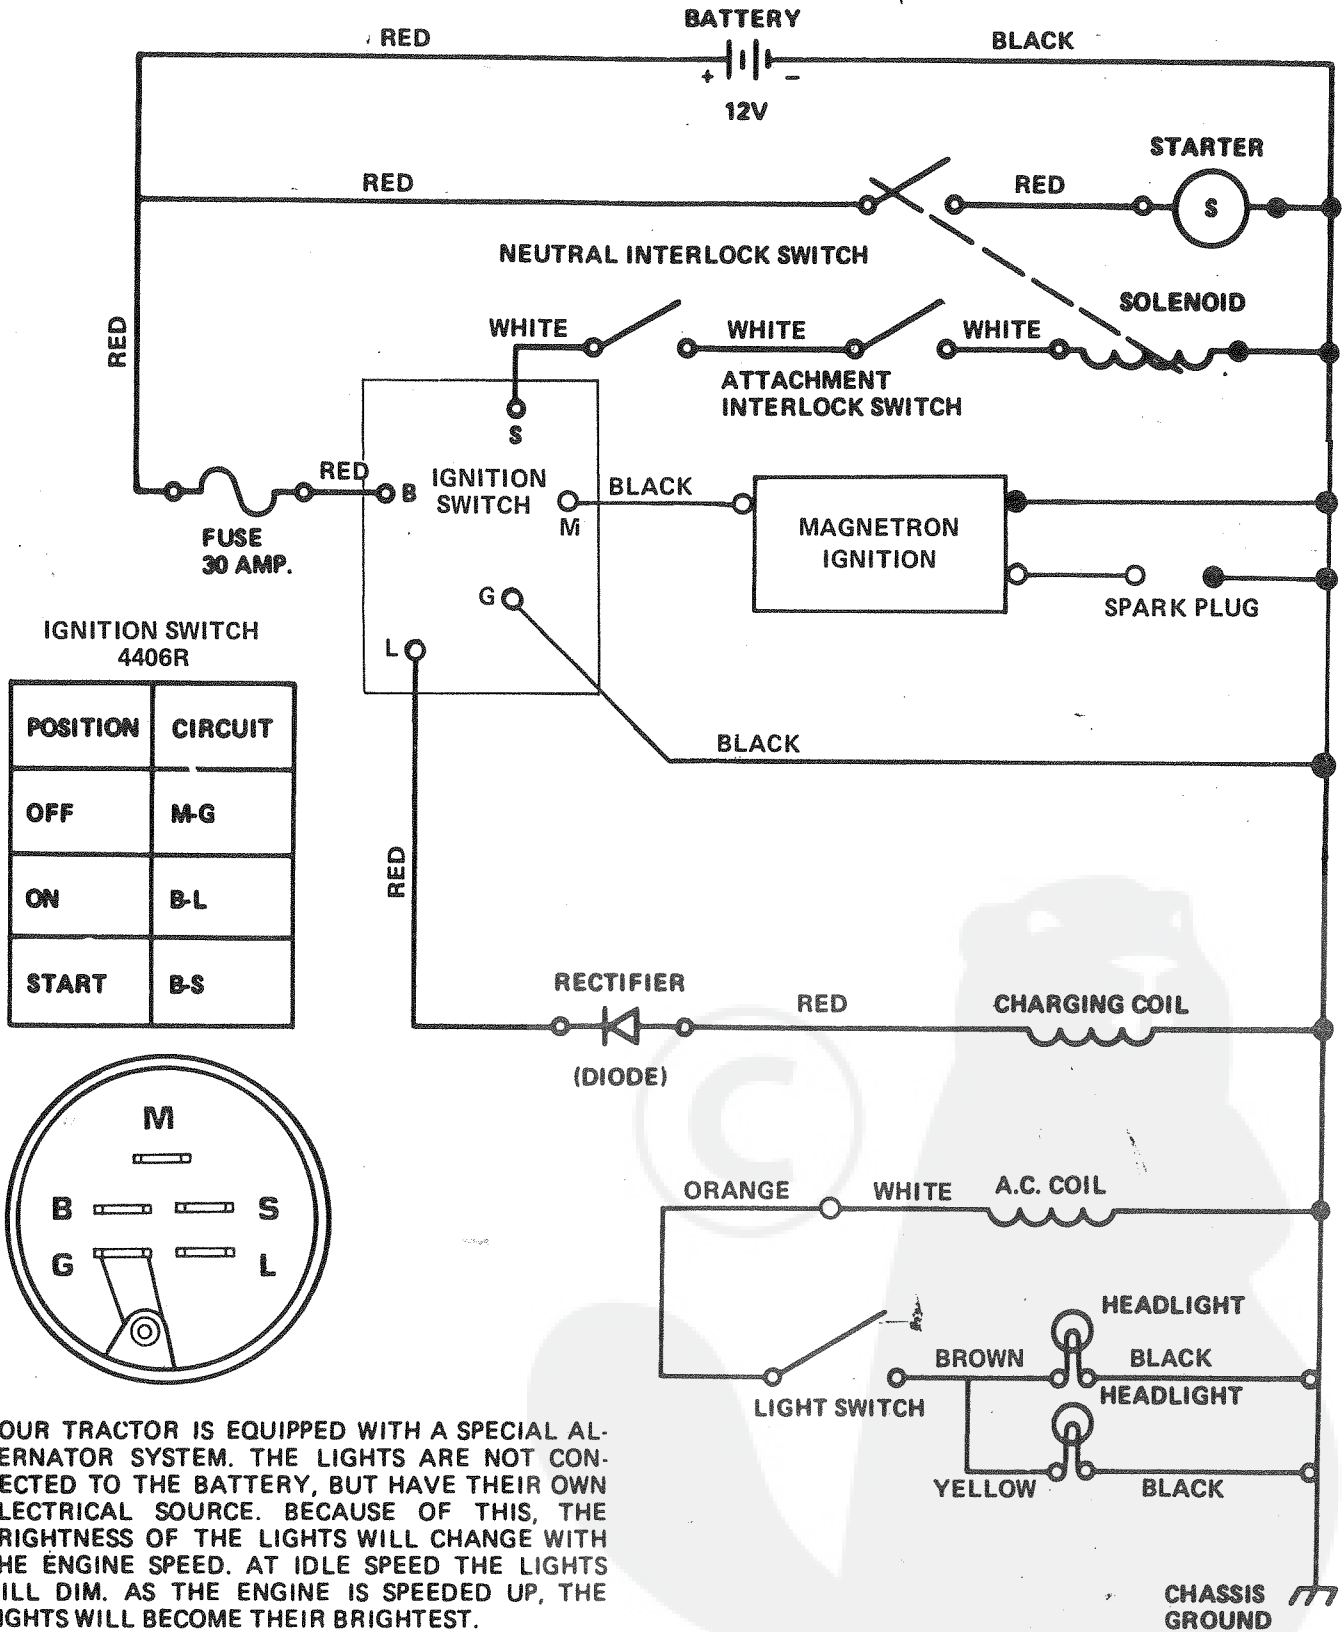 BATTERY
RED
BLACK
+ −
12V
STARTER
RED
RED
S
NEUTRAL INTERLOCK SWITCH
SOLENOID
RED
WHITE
WHITE
WHITE
ATTACHMENT
INTERLOCK SWITCH
S
RED
B
IGNITION
SWITCH
M
BLACK
MAGNETRON
IGNITION
FUSE
30 AMP.
G
SPARK PLUG
IGNITION SWITCH
4406R
L
POSITION CIRCUIT
OFF M-G
ON B-L
START B-S
BLACK
RED
RECTIFIER
RED
CHARGING COIL
(DIODE)
M
B S
G L
©
ORANGE
WHITE
A.C. COIL
HEADLIGHT
BROWN
BLACK
LIGHT SWITCH
HEADLIGHT
YELLOW
BLACK
OUR TRACTOR IS EQUIPPED WITH A SPECIAL AL-
ERNATOR SYSTEM. THE LIGHTS ARE NOT CON-
ECTED TO THE BATTERY, BUT HAVE THEIR OWN
LECTRICAL SOURCE. BECAUSE OF THIS, THE
RIGHTNESS OF THE LIGHTS WILL CHANGE WITH
HE ENGINE SPEED. AT IDLE SPEED THE LIGHTS
ILL DIM. AS THE ENGINE IS SPEEDED UP, THE
IGHTS WILL BECOME THEIR BRIGHTEST.
CHASSIS
GROUND